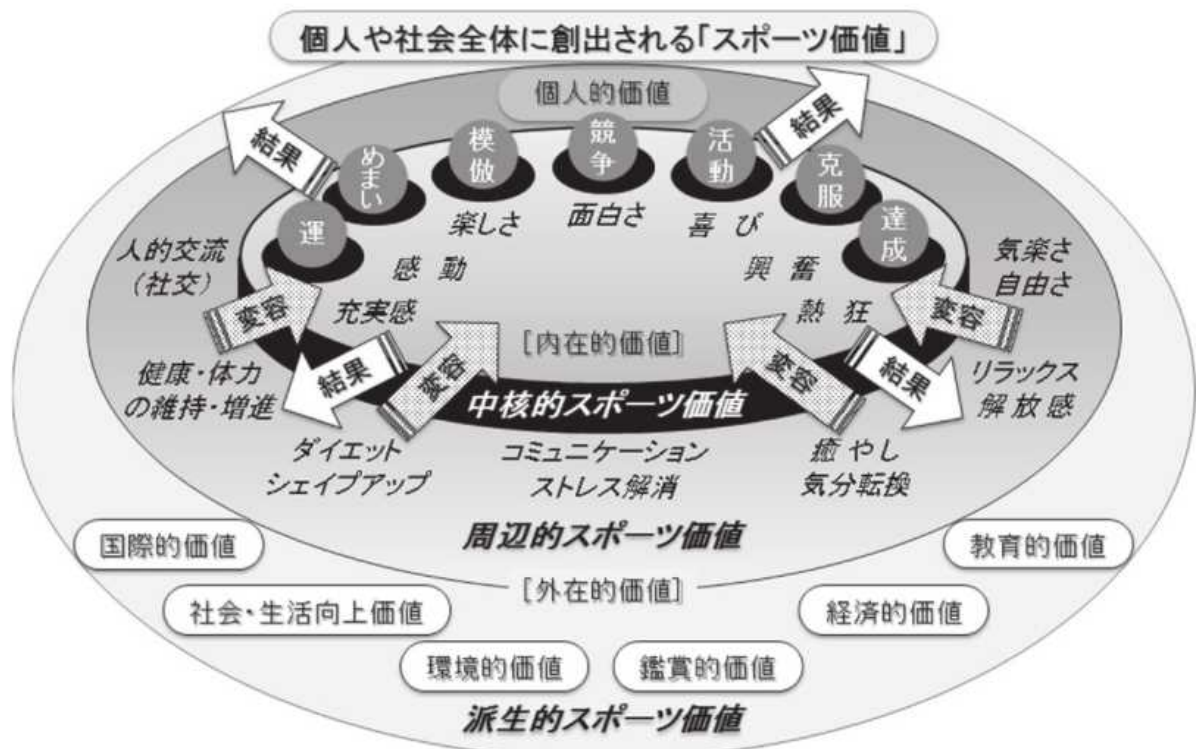 個人や社会全体に創出される「スポーツ価値」
個人的価値
結果
結果
運
めまい
模倣
競争
活動
克服
達成
楽しさ
面白さ
喜び
感動
興奮
充実感
熱狂
人的交流
(社交)
気楽さ
自由さ
変容
変容
[内在的価値]
健康・体力
の維持・増進
結果
変容
変容
結果
リラックス
解放感
中核的スポーツ価値
ダイエット
シェイプアップ
コミュニケーション
ストレス解消
癒やし
気分転換
周辺的スポーツ価値
国際的価値
教育的価値
[外在的価値]
社会・生活向上価値
経済的価値
環境的価値
鑑賞的価値
派生的スポーツ価値